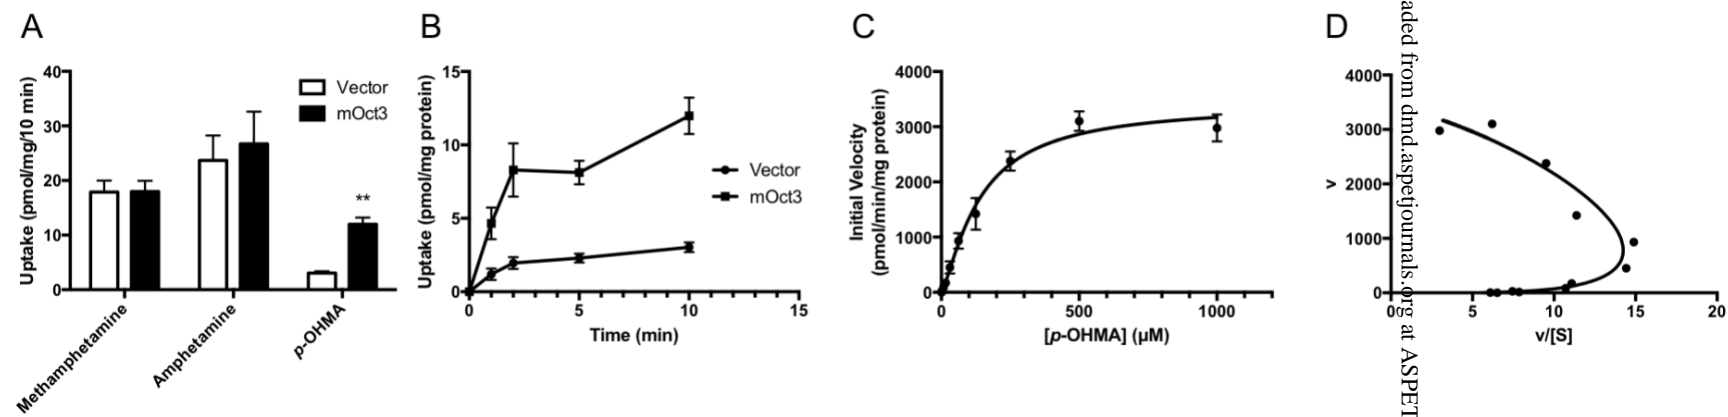 A
Uptake (pmol/mg/10 min)
40
30
20
10
0
Vector
mOct3
**
Methamphetamine
Amphetamine
p-OHMA
B
Uptake (pmol/mg protein)
15
10
5
0
Vector
mOct3
0 5 10 15
Time (min)
C
Initial Velocity
(pmol/min/mg protein)
4000
3000
2000
1000
0
0 500 1000
[p-OHMA] (µM)
D
v
4000
3000
2000
1000
0
0 5 10 15 20
v/[S]
aded from dmd.aspetjournals.org at ASPET